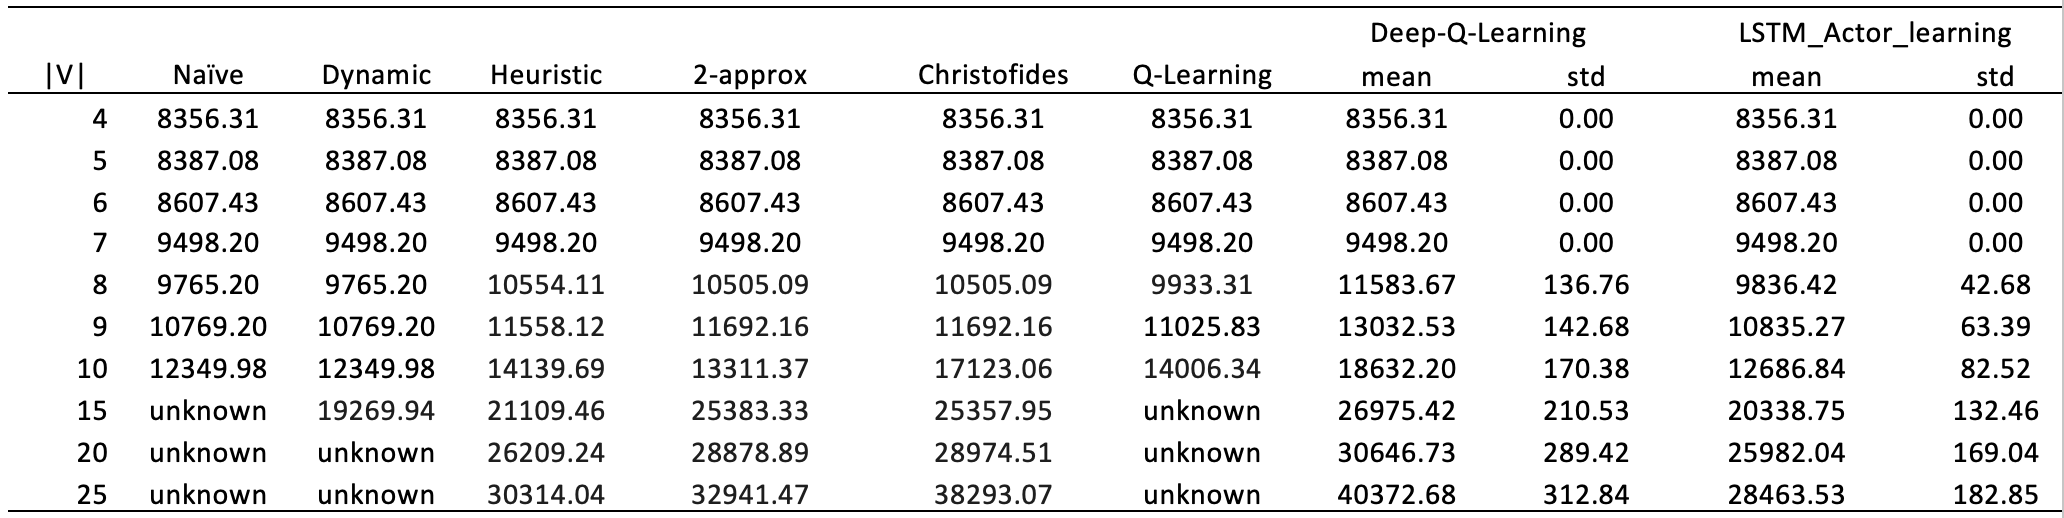 Deep-Q-Learning LSTM_Actor_learning
|V| Naïve Dynamic Heuristic 2-approx Christofides Q-Learning mean std mean std
4 8356.31 8356.31 8356.31 8356.31 8356.31 8356.31 8356.31 0.00 8356.31 0.00
5 8387.08 8387.08 8387.08 8387.08 8387.08 8387.08 8387.08 0.00 8387.08 0.00
6 8607.43 8607.43 8607.43 8607.43 8607.43 8607.43 8607.43 0.00 8607.43 0.00
7 9498.20 9498.20 9498.20 9498.20 9498.20 9498.20 9498.20 0.00 9498.20 0.00
8 9765.20 9765.20 10554.11 10505.09 10505.09 9933.31 11583.67 136.76 9836.42 42.68
9 10769.20 10769.20 11558.12 11692.16 11692.16 11025.83 13032.53 142.68 10835.27 63.39
10 12349.98 12349.98 14139.69 13311.37 17123.06 14006.34 18632.20 170.38 12686.84 82.52
15 unknown 19269.94 21109.46 25383.33 25357.95 unknown 26975.42 210.53 20338.75 132.46
20 unknown unknown 26209.24 28878.89 28974.51 unknown 30646.73 289.42 25982.04 169.04
25 unknown unknown 30314.04 32941.47 38293.07 unknown 40372.68 312.84 28463.53 182.85